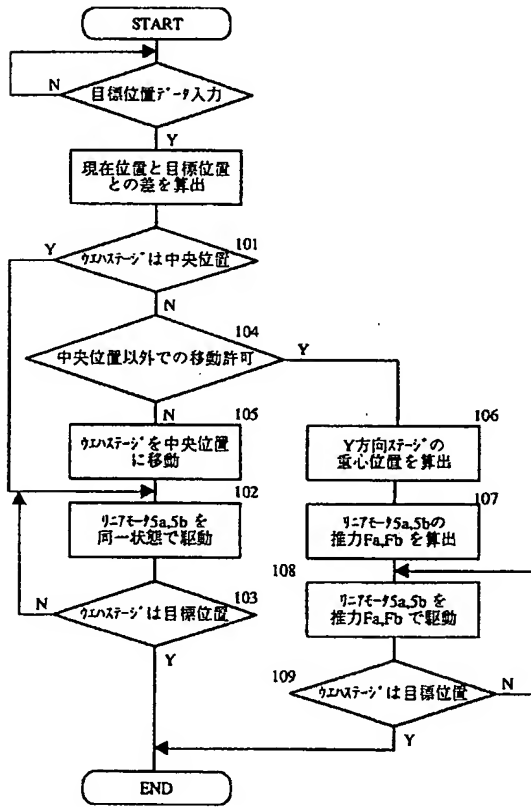 START
N
目標位置ﾃﾞｰﾀ入力
Y
現在位置と目標位置
との差を算出
101
Y
ｳｴﾊｽﾃｰｼﾞは中央位置
N
104
中央位置以外での移動許可
Y
N
105
ｳｴﾊｽﾃｰｼﾞを中央位置
に移動
102
ﾘﾆｱﾓｰﾀ5a,5b を
同一状態で駆動
103
N
ｳｴﾊｽﾃｰｼﾞは目標位置
Y
106
Y方向ｽﾃｰｼﾞの
重心位置を算出
107
ﾘﾆｱﾓｰﾀ5a,5bの
推力Fa,Fb を算出
108
ﾘﾆｱﾓｰﾀ5a,5b を
推力Fa,Fb で駆動
109
ｳｴﾊｽﾃｰｼﾞは目標位置
N
Y
END